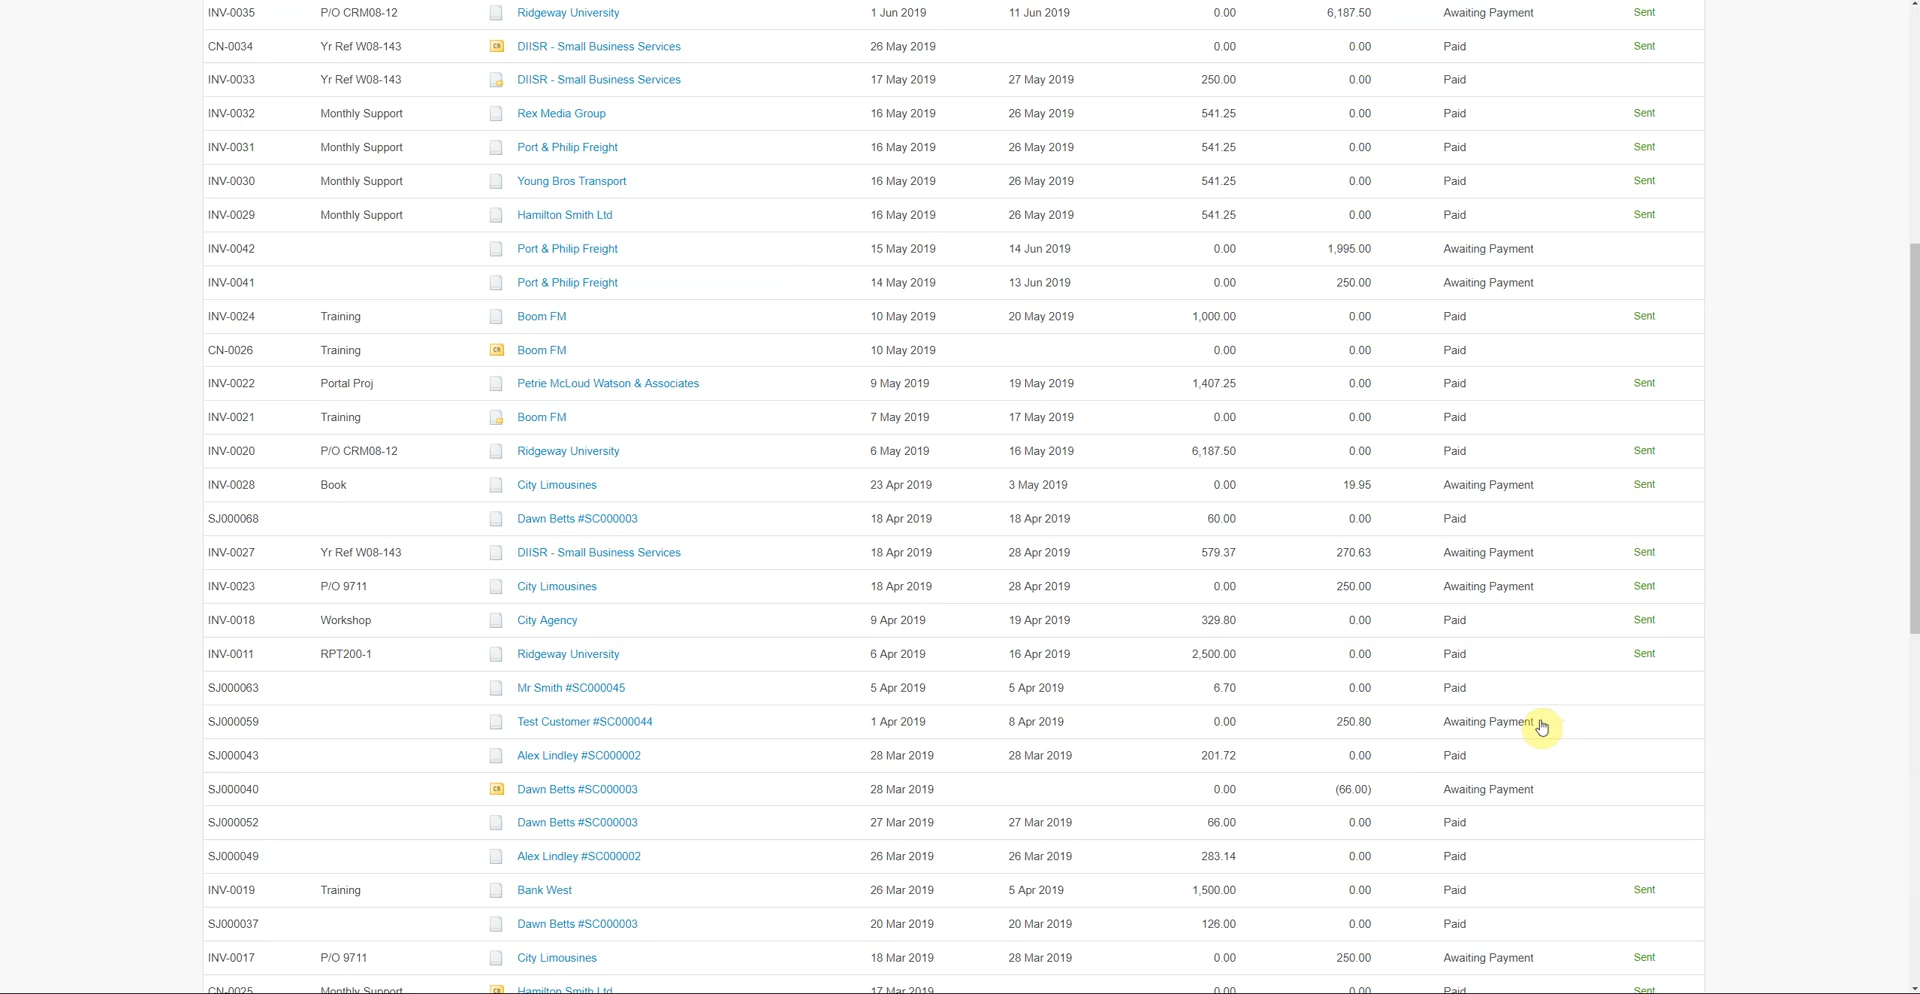 INV-0035 P/O CRM08-12 Ridgeway University 1 Jun 2019 11 Jun 2019 0.00 6,187.50 Awaiting Payment Sent
CN-0034 Yr Ref W08-143 CR DIISR - Small Business Services 26 May 2019 0.00 0.00 Paid Sent
INV-0033 Yr Ref W08-143 DIISR - Small Business Services 17 May 2019 27 May 2019 250.00 0.00 Paid
INV-0032 Monthly Support Rex Media Group 16 May 2019 26 May 2019 541.25 0.00 Paid Sent
INV-0031 Monthly Support Port & Philip Freight 16 May 2019 26 May 2019 541.25 0.00 Paid Sent
INV-0030 Monthly Support Young Bros Transport 16 May 2019 26 May 2019 541.25 0.00 Paid Sent
INV-0029 Monthly Support Hamilton Smith Ltd 16 May 2019 26 May 2019 541.25 0.00 Paid Sent
INV-0042 Port & Philip Freight 15 May 2019 14 Jun 2019 0.00 1,995.00 Awaiting Payment
INV-0041 Port & Philip Freight 14 May 2019 13 Jun 2019 0.00 250.00 Awaiting Payment
INV-0024 Training Boom FM 10 May 2019 20 May 2019 1,000.00 0.00 Paid Sent
CN-0026 Training CR Boom FM 10 May 2019 0.00 0.00 Paid
INV-0022 Portal Proj Petrie McLoud Watson & Associates 9 May 2019 19 May 2019 1,407.25 0.00 Paid Sent
INV-0021 Training Boom FM 7 May 2019 17 May 2019 0.00 0.00 Paid
INV-0020 P/O CRM08-12 Ridgeway University 6 May 2019 16 May 2019 6,187.50 0.00 Paid Sent
INV-0028 Book City Limousines 23 Apr 2019 3 May 2019 0.00 19.95 Awaiting Payment Sent
SJ000068 Dawn Betts #SC000003 18 Apr 2019 18 Apr 2019 60.00 0.00 Paid
INV-0027 Yr Ref W08-143 DIISR - Small Business Services 18 Apr 2019 28 Apr 2019 579.37 270.63 Awaiting Payment Sent
INV-0023 P/O 9711 City Limousines 18 Apr 2019 28 Apr 2019 0.00 250.00 Awaiting Payment Sent
INV-0018 Workshop City Agency 9 Apr 2019 19 Apr 2019 329.80 0.00 Paid Sent
INV-0011 RPT200-1 Ridgeway University 6 Apr 2019 16 Apr 2019 2,500.00 0.00 Paid Sent
SJ000063 Mr Smith #SC000045 5 Apr 2019 5 Apr 2019 6.70 0.00 Paid
SJ000059 Test Customer #SC000044 1 Apr 2019 8 Apr 2019 0.00 250.80 Awaiting Payment
SJ000043 Alex Lindley #SC000002 28 Mar 2019 28 Mar 2019 201.72 0.00 Paid
SJ000040 CR Dawn Betts #SC000003 28 Mar 2019 0.00 (66.00) Awaiting Payment
SJ000052 Dawn Betts #SC000003 27 Mar 2019 27 Mar 2019 66.00 0.00 Paid
SJ000049 Alex Lindley #SC000002 26 Mar 2019 26 Mar 2019 283.14 0.00 Paid
INV-0019 Training Bank West 26 Mar 2019 5 Apr 2019 1,500.00 0.00 Paid Sent
SJ000037 Dawn Betts #SC000003 20 Mar 2019 20 Mar 2019 126.00 0.00 Paid
INV-0017 P/O 9711 City Limousines 18 Mar 2019 28 Mar 2019 0.00 250.00 Awaiting Payment Sent
CN-0025 Monthly Support CR Hamilton Smith Ltd 17 Mar 2019 0.00 0.00 Paid Sent